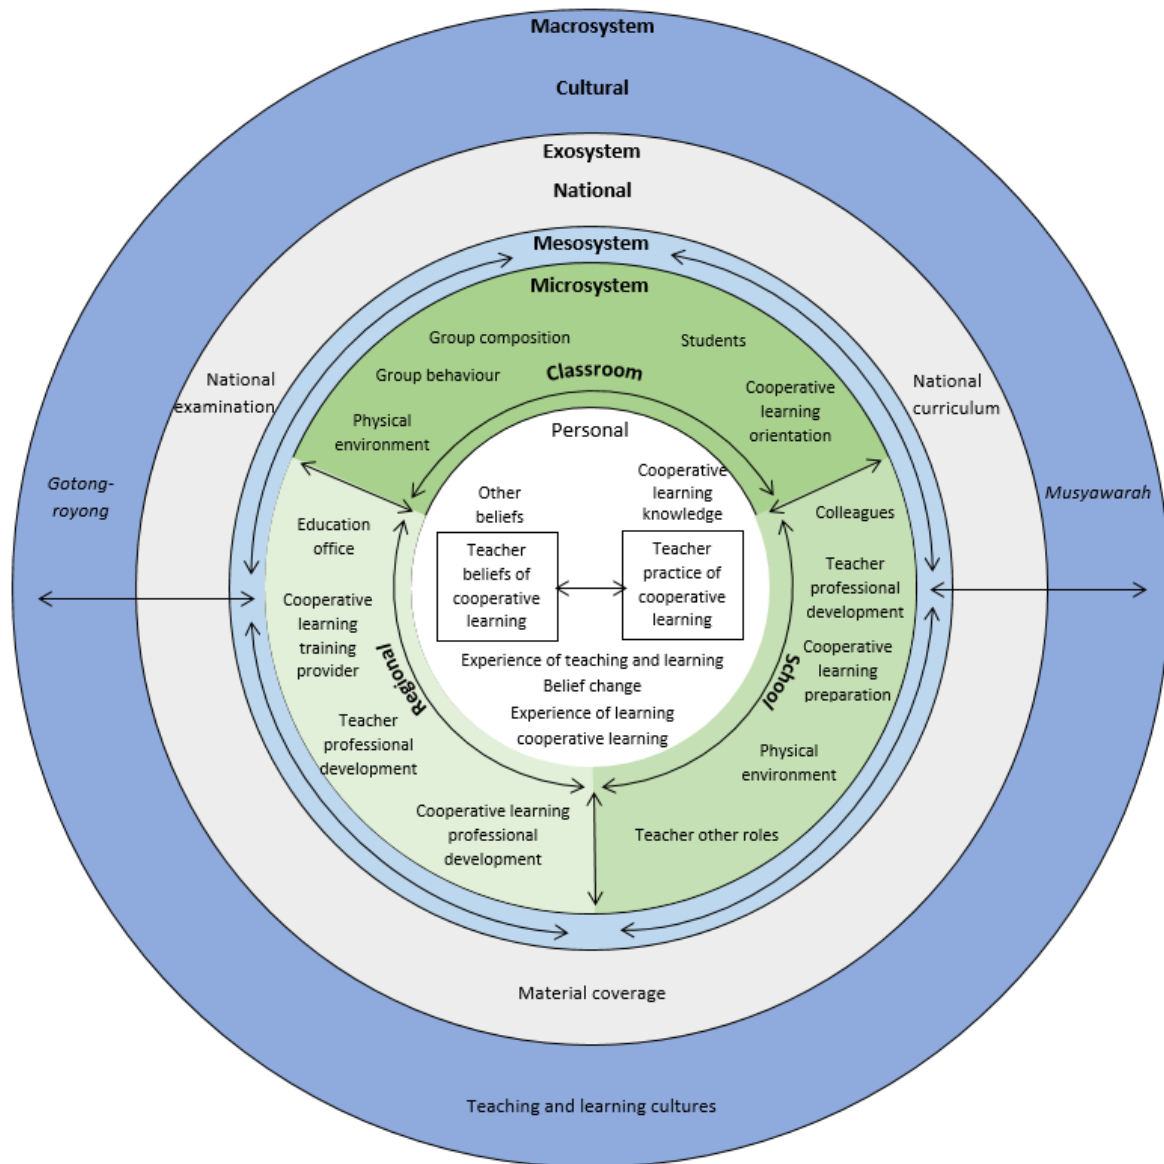 Macrosystem
Cultural
Exosystem
National
Mesosystem
Microsystem
Group composition
Students
Group behaviour
Classroom
Cooperative
learning
orientation
Physical
environment
National
examination
National
curriculum
Gotong-
royong
Musyawarah
Personal
Other
beliefs
Cooperative
learning
knowledge
Teacher
beliefs of
cooperative
learning
Teacher
practice of
cooperative
learning
Experience of teaching and learning
Belief change
Experience of learning
cooperative learning
Education
office
Cooperative
learning
training
provider
Regional
Teacher
professional
development
Cooperative learning
professional
development
Colleagues
Teacher
professional
development
School
Cooperative
learning
preparation
Physical
environment
Teacher other roles
Material coverage
Teaching and learning cultures